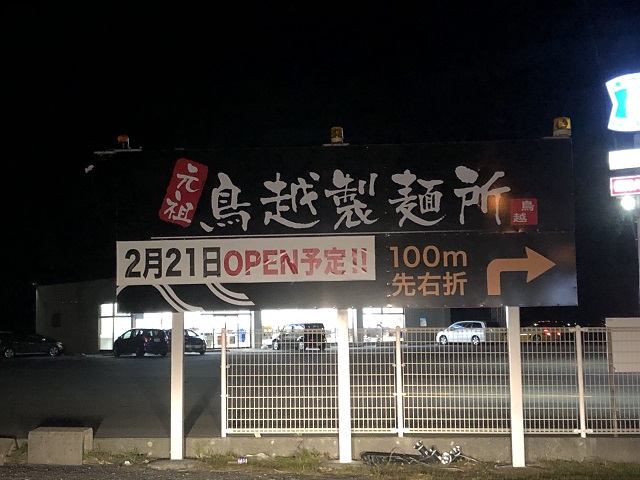 元祖
鳥越製麺所
鳥越
2月21日OPEN予定!!
100m
先右折